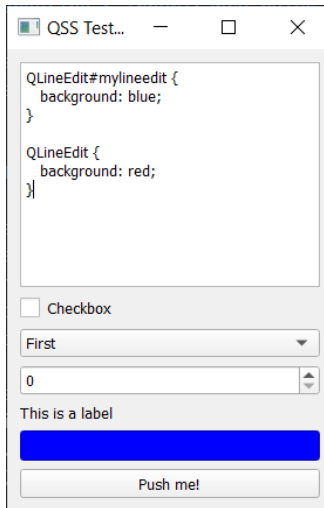 QSS Test...
QLineEdit#mylineedit {
background: blue;
}
QLineEdit {
background: red;
}
Checkbox
First
0
This is a label
Push me!